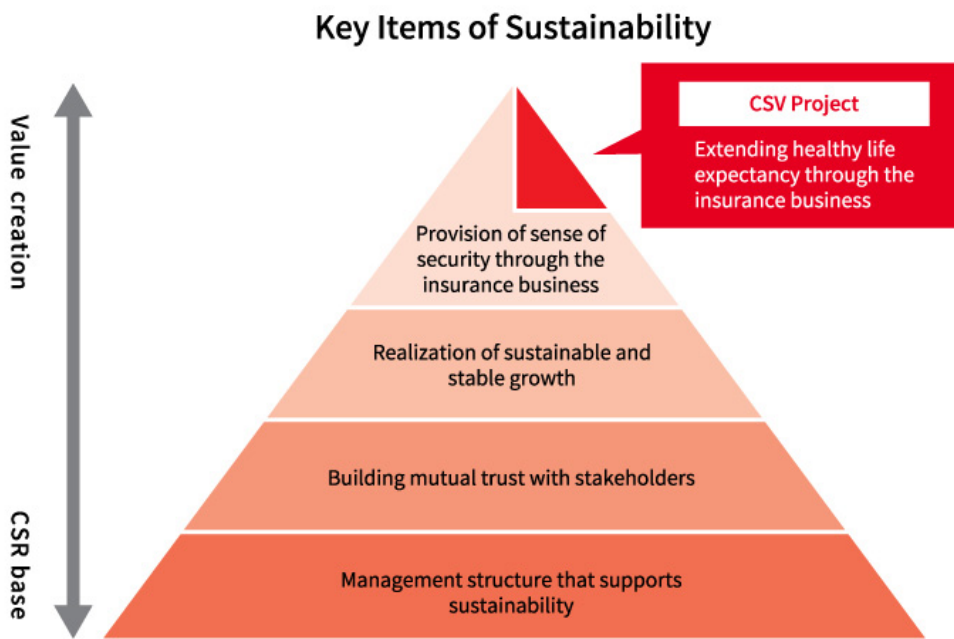 Key Items of Sustainability
Value creation
CSR base
CSV Project
Extending healthy life
expectancy through the
insurance business
Provision of sense of
security through the
insurance business
Realization of sustainable and
stable growth
Building mutual trust with stakeholders
Management structure that supports
sustainability